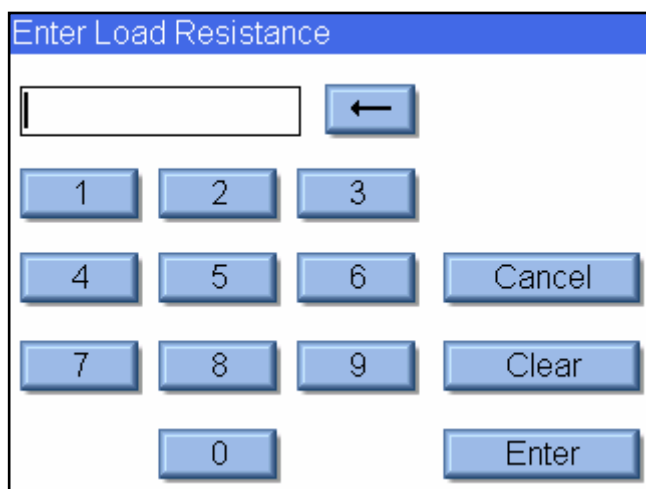 Enter Load Resistance
←
1 2 3
4 5 6 Cancel
7 8 9 Clear
0 Enter